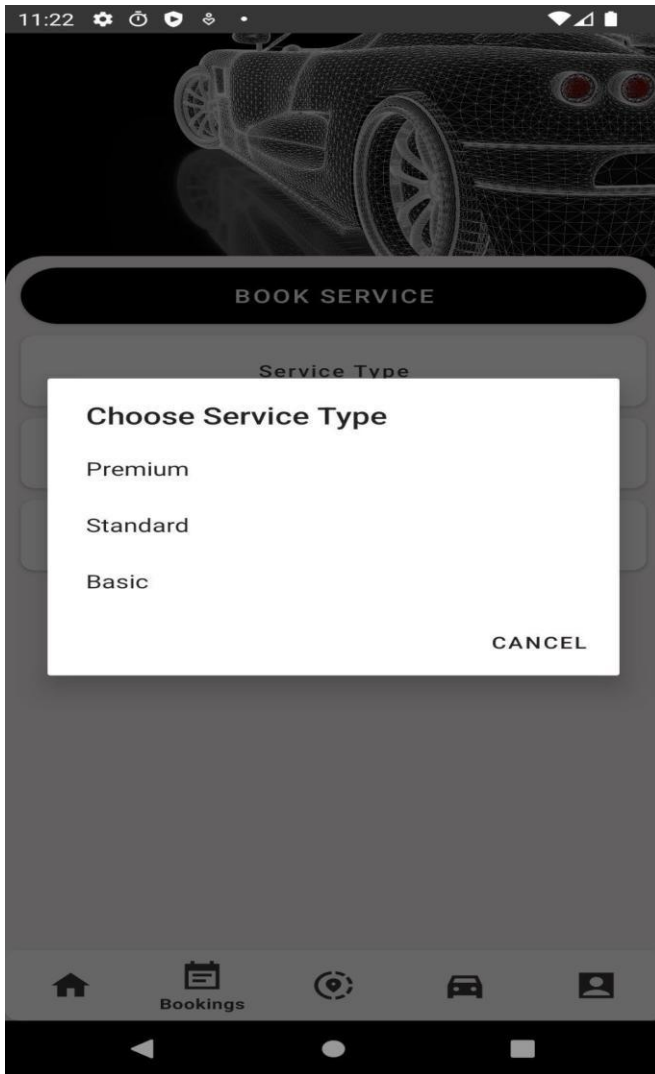 11:22
BOOK SERVICE
Service Type
Choose Service Type
Premium
Standard
Basic
CANCEL
Bookings